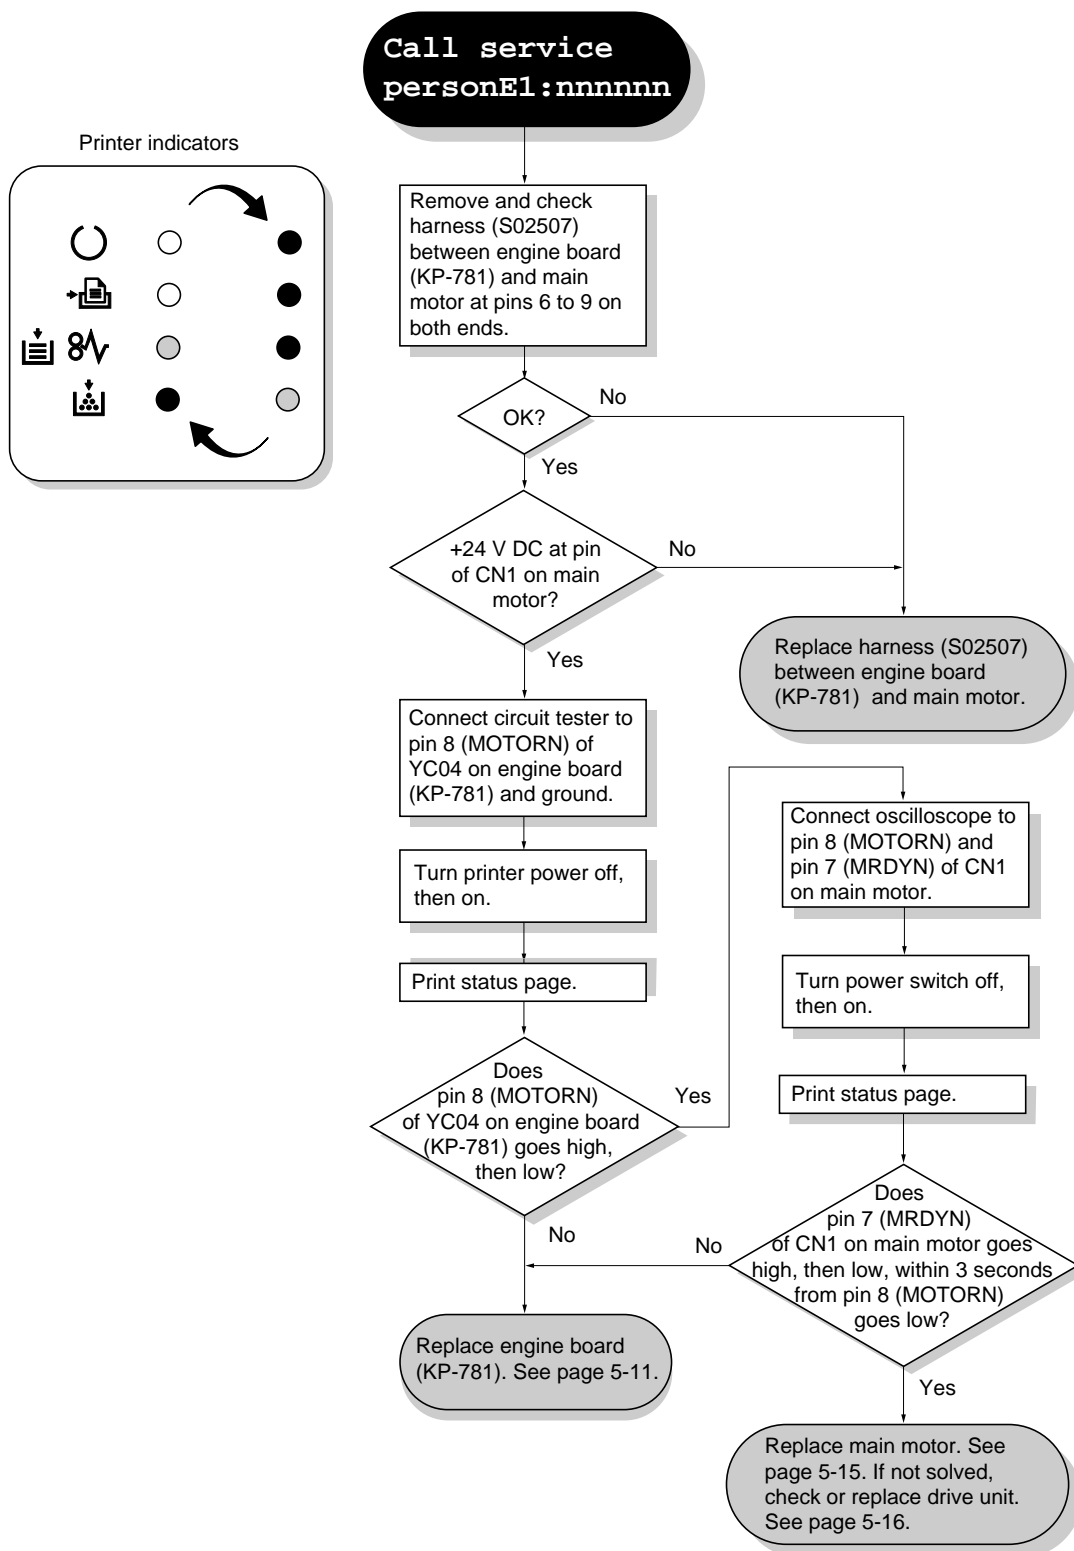 Call service
personE1:nnnnnn
Printer indicators
Remove and check
harness (S02507)
between engine board
(KP-781) and main
motor at pins 6 to 9 on
both ends.
OK?
No
Yes
+24 V DC at pin
of CN1 on main
motor?
No
Yes
Replace harness (S02507)
between engine board
(KP-781) and main motor.
Connect circuit tester to
pin 8 (MOTORN) of
YC04 on engine board
(KP-781) and ground.
Turn printer power off,
then on.
Print status page.
Does
pin 8 (MOTORN)
of YC04 on engine board
(KP-781) goes high,
then low?
Yes
No
Connect oscilloscope to
pin 8 (MOTORN) and
pin 7 (MRDYN) of CN1
on main motor.
Turn power switch off,
then on.
Print status page.
Does
pin 7 (MRDYN)
of CN1 on main motor goes
high, then low, within 3 seconds
from pin 8 (MOTORN)
goes low?
No
Yes
Replace engine board
(KP-781). See page 5-11.
Replace main motor. See
page 5-15. If not solved,
check or replace drive unit.
See page 5-16.